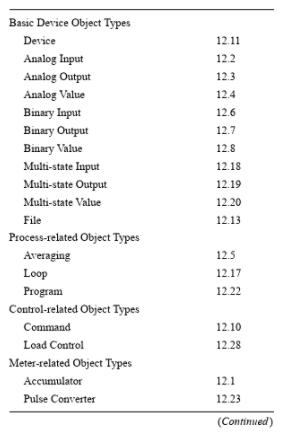 Basic Device Object Types
Device 12.11
Analog Input 12.2
Analog Output 12.3
Analog Value 12.4
Binary Input 12.6
Binary Output 12.7
Binary Value 12.8
Multi-state Input 12.18
Multi-state Output 12.19
Multi-state Value 12.20
File 12.13
Process-related Object Types
Averaging 12.5
Loop 12.17
Program 12.22
Control-related Object Types
Command 12.10
Load Control 12.28
Meter-related Object Types
Accumulator 12.1
Pulse Converter 12.23
(Continued)